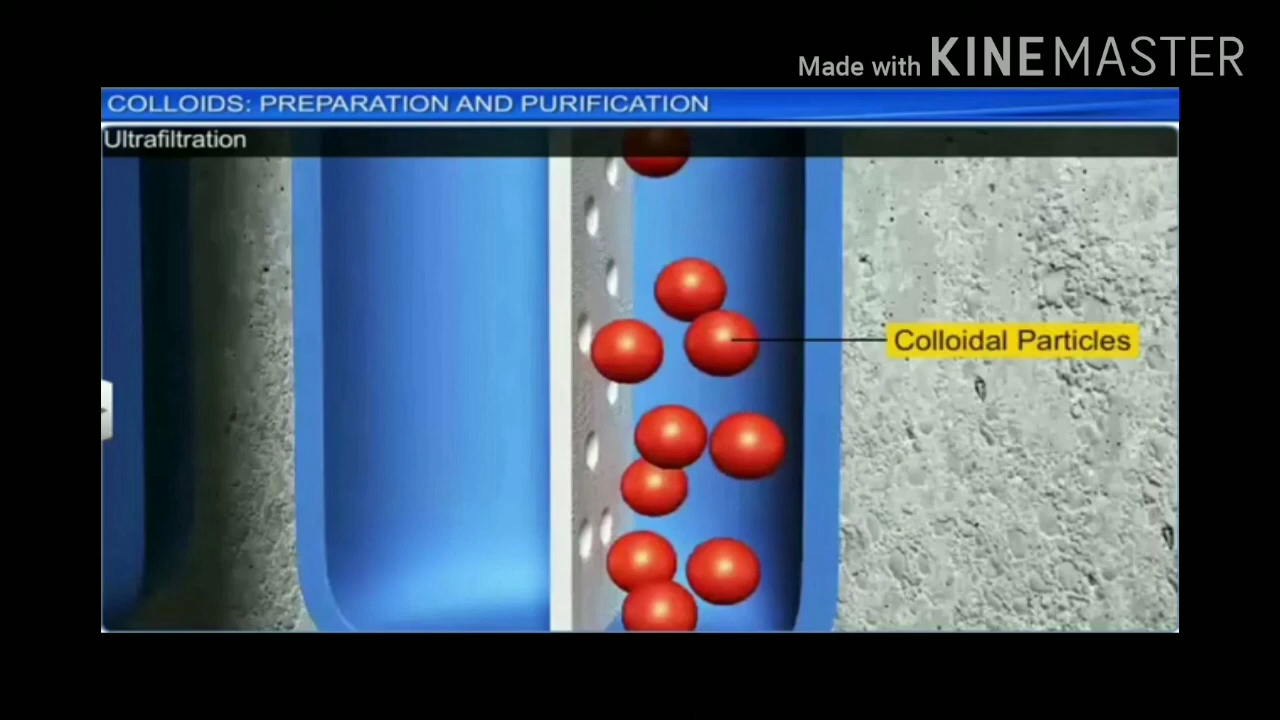 Made with KINEMASTER
COLLOIDS: PREPARATION AND PURIFICATION
Ultrafiltration
Colloidal Particles